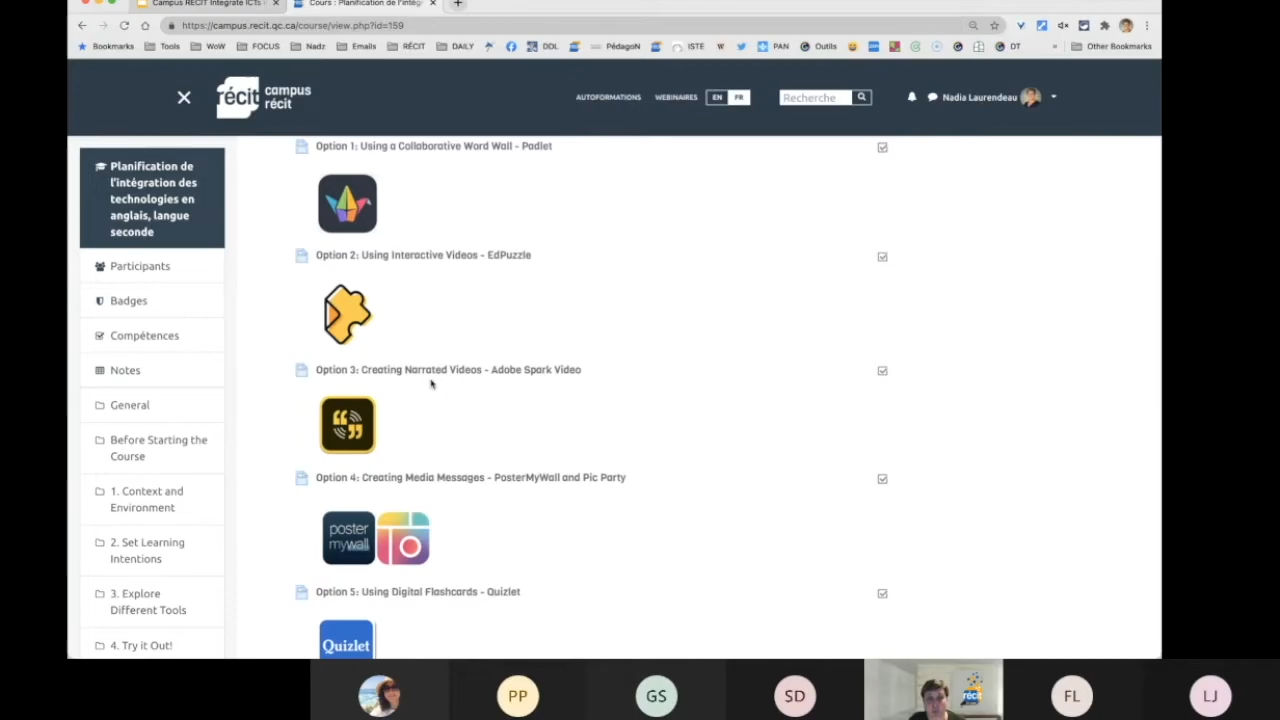 Campus RÉCIT Integrate ICTs
Cours : Planification de l'intégr
https://campus.recit.qc.ca/course/view.php?id=159
Bookmarks Tools WoW FOCUS Nadz Emails RÉCIT DAILY DDL PédagoN ISTE W PAN Outils DT » Other Bookmarks
récit campus récit
AUTOFORMATIONS WEBINAIRES EN FR Recherche Nadia Laurendeau
Planification de
l'intégration des
technologies en
anglais, langue
seconde
Participants
Badges
Compétences
Notes
General
Before Starting the
Course
1. Context and
Environment
2. Set Learning
Intentions
3. Explore
Different Tools
4. Try it Out!
Option 1: Using a Collaborative Word Wall - Padlet
Option 2: Using Interactive Videos - EdPuzzle
Option 3: Creating Narrated Videos - Adobe Spark Video
Option 4: Creating Media Messages - PosterMyWall and Pic Party
poster
mywall
Option 5: Using Digital Flashcards - Quizlet
Quizlet
PP GS SD récit FL LJ